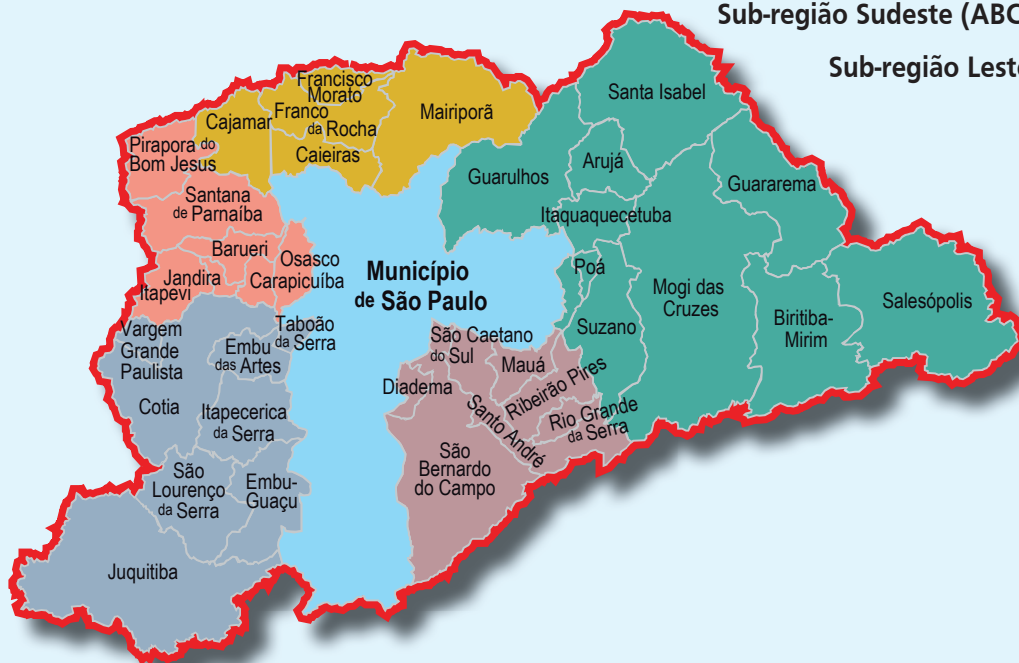 Sub-região Sudeste (ABC
Sub-região Leste
Francisco
Morato
Franco
da Rocha
Cajamar
Caieiras
Mairiporã
Santa Isabel
Pirapora do
Bom Jesus
Arujá
Guarulhos
Guararema
Santana
de Parnaíba
Itaquaquecetuba
Barueri
Osasco
Jandira
Carapicuíba
Itapevi
Município
de São Paulo
Poá
Mogi das
Cruzes
Salesópolis
Biritiba-
Mirim
Suzano
Taboão
da Serra
Vargem
Grande
Paulista
Embu
das Artes
São Caetano
do Sul
Mauá
Diadema
Ribeirão Pires
Cotia
Itapecerica
da Serra
Santo André
Rio Grande
da Serra
São
Bernardo
do Campo
São
Lourenço
da Serra
Embu-
Guaçu
Juquitiba